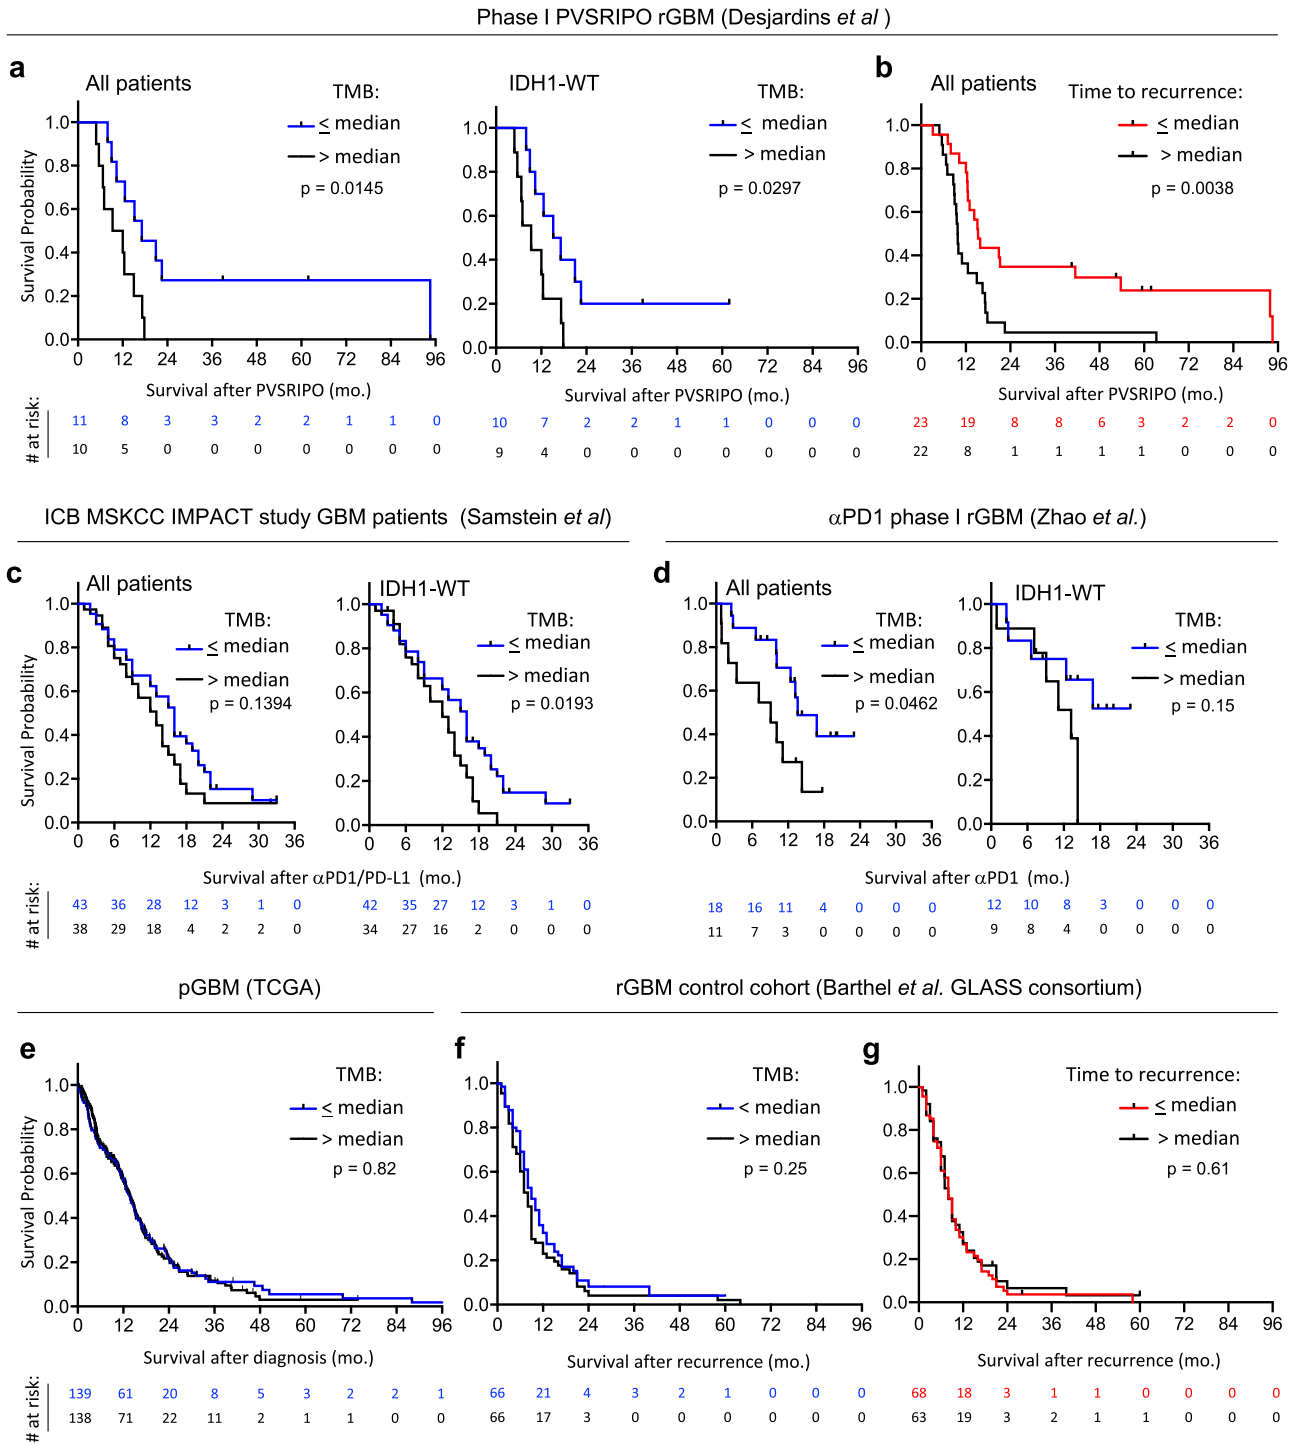 Phase I PVSRIPO rGBM (Desjardins et al )
a
All patients
TMB:
≤ median
> median
p = 0.0145
Survival Probability
1.0
0.8
0.6
0.4
0.2
0.0
0 12 24 36 48 60 72 84 96
Survival after PVSRIPO (mo.)
# at risk:
11 8 3 3 2 2 1 1 0
10 5 0 0 0 0 0 0 0
IDH1-WT
TMB:
≤ median
> median
p = 0.0297
1.0
0.8
0.6
0.4
0.2
0.0
0 12 24 36 48 60 72 84 96
Survival after PVSRIPO (mo.)
10 7 2 2 1 1 0 0 0
9 4 0 0 0 0 0 0 0
b
All patients
Time to recurrence:
≤ median
> median
p = 0.0038
1.0
0.8
0.6
0.4
0.2
0.0
0 12 24 36 48 60 72 84 96
Survival after PVSRIPO (mo.)
23 19 8 8 6 3 2 2 0
22 8 1 1 1 1 0 0 0
ICB MSKCC IMPACT study GBM patients (Samstein et al)
c
All patients
TMB:
≤ median
> median
p = 0.1394
Survival Probability
1.0
0.8
0.6
0.4
0.2
0.0
0 6 12 18 24 30 36
IDH1-WT
TMB:
≤ median
> median
p = 0.0193
1.0
0.8
0.6
0.4
0.2
0.0
0 6 12 18 24 30 36
Survival after αPD1/PD-L1 (mo.)
# at risk:
43 36 28 12 3 1 0
38 29 18 4 2 2 0
42 35 27 12 3 1 0
34 27 16 2 0 0 0
αPD1 phase I rGBM (Zhao et al.)
d
All patients
TMB:
≤ median
> median
p = 0.0462
1.0
0.8
0.6
0.4
0.2
0.0
0 6 12 18 24 30 36
IDH1-WT
TMB:
≤ median
> median
p = 0.15
1.0
0.8
0.6
0.4
0.2
0.0
0 6 12 18 24 30 36
Survival after αPD1 (mo.)
18 16 11 4 0 0 0
11 7 3 0 0 0 0
12 10 8 3 0 0 0
9 8 4 0 0 0 0
pGBM (TCGA)
e
TMB:
≤ median
> median
p = 0.82
Survival Probability
1.0
0.8
0.6
0.4
0.2
0.0
0 12 24 36 48 60 72 84 96
Survival after diagnosis (mo.)
# at risk:
139 61 20 8 5 3 2 2 1
138 71 22 11 2 1 1 0 0
rGBM control cohort (Barthel et al. GLASS consortium)
f
TMB:
< median
> median
p = 0.25
1.0
0.8
0.6
0.4
0.2
0.0
0 12 24 36 48 60 72 84 96
Survival after recurrence (mo.)
66 21 4 3 2 1 0 0 0
66 17 3 0 0 0 0 0 0
g
Time to recurrence:
≤ median
> median
p = 0.61
1.0
0.8
0.6
0.4
0.2
0.0
0 12 24 36 48 60 72 84 96
Survival after recurrence (mo.)
68 18 3 1 1 0 0 0 0
63 19 3 2 1 1 0 0 0